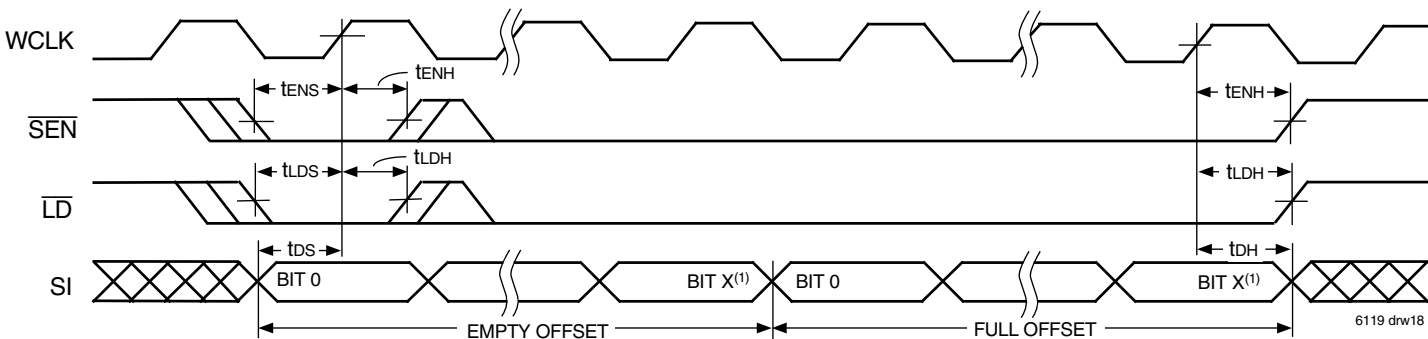 WCLK
tENH
tENS
tENH
SEN
tLDH
tLDS
tLDH
LD
tDS
tDH
SI
BIT 0
BIT X(1)
BIT 0
BIT X(1)
EMPTY OFFSET
FULL OFFSET
6119 drw18